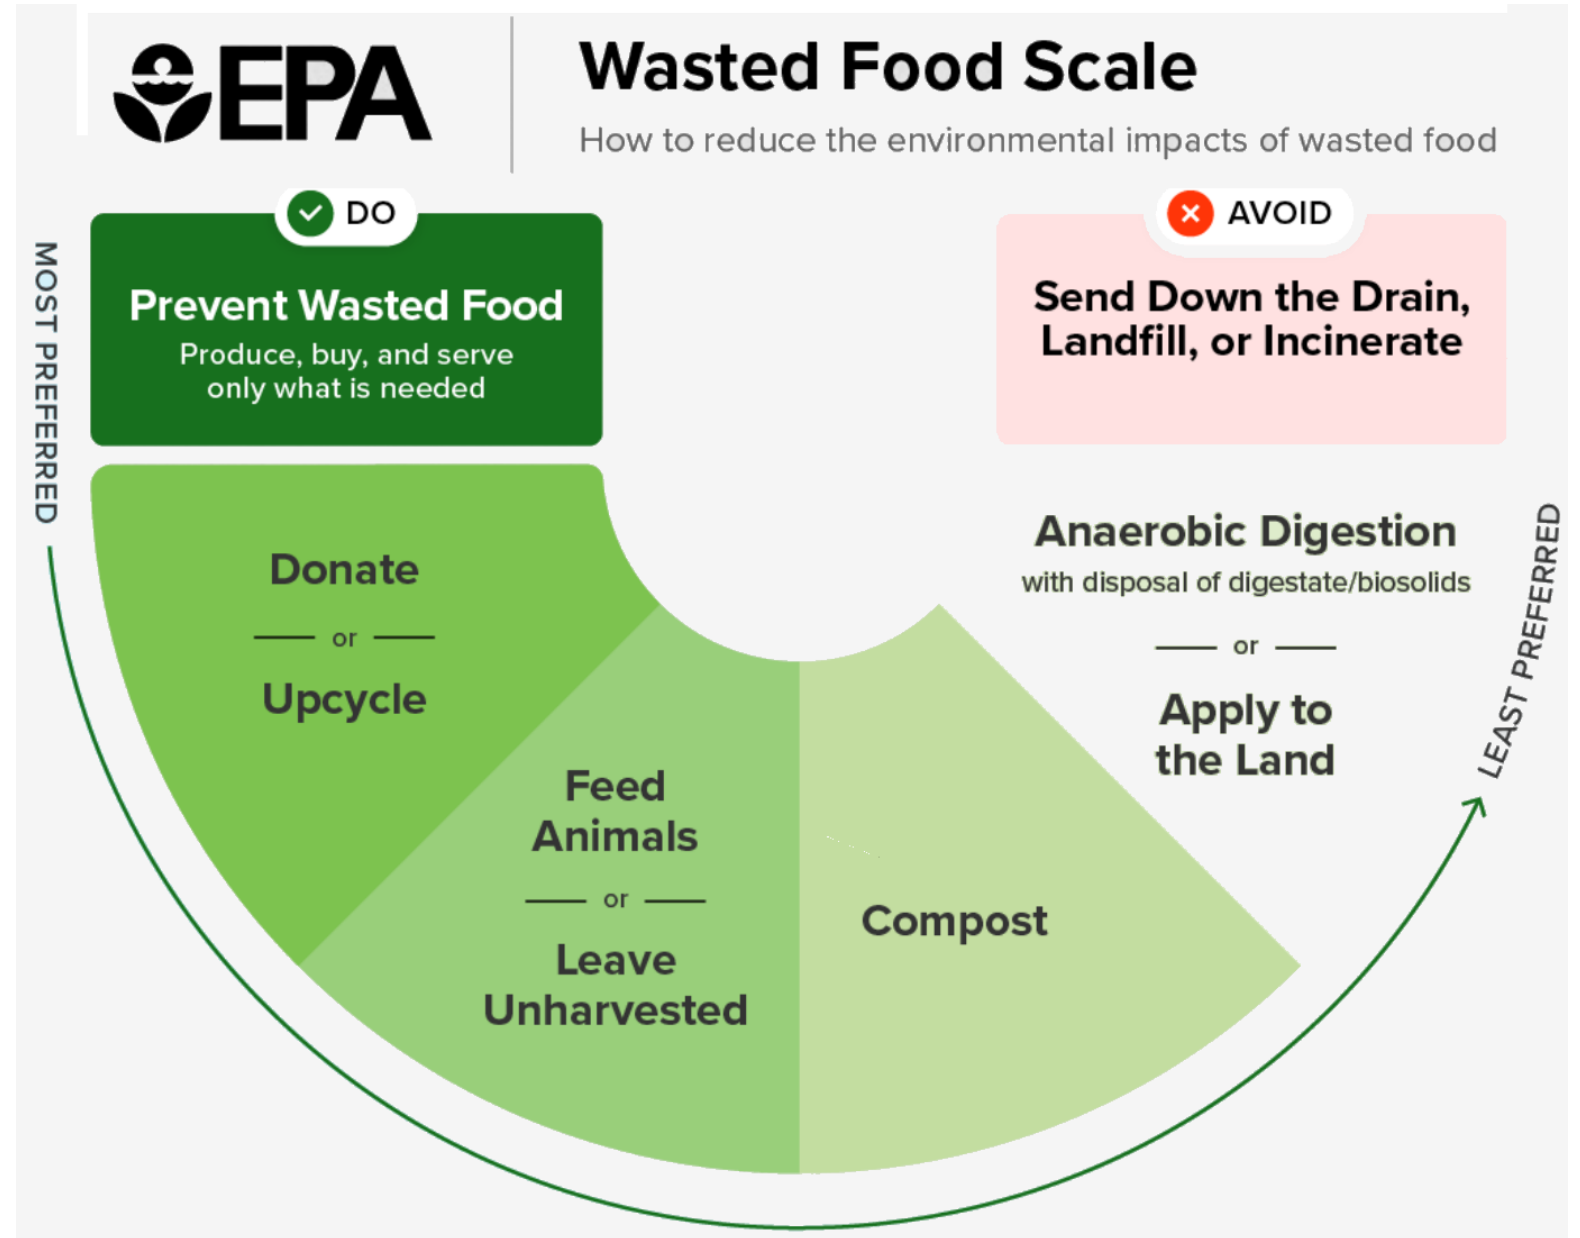 EPA
Wasted Food Scale
How to reduce the environmental impacts of wasted food
DO
Prevent Wasted Food
Produce, buy, and serve
only what is needed
AVOID
Send Down the Drain,
Landfill, or Incinerate
MOST PREFERRED
Donate
or
Upcycle
Feed
Animals
or
Leave
Unharvested
Compost
Anaerobic Digestion
with disposal of digestate/biosolids
or
Apply to
the Land
LEAST PREFERRED